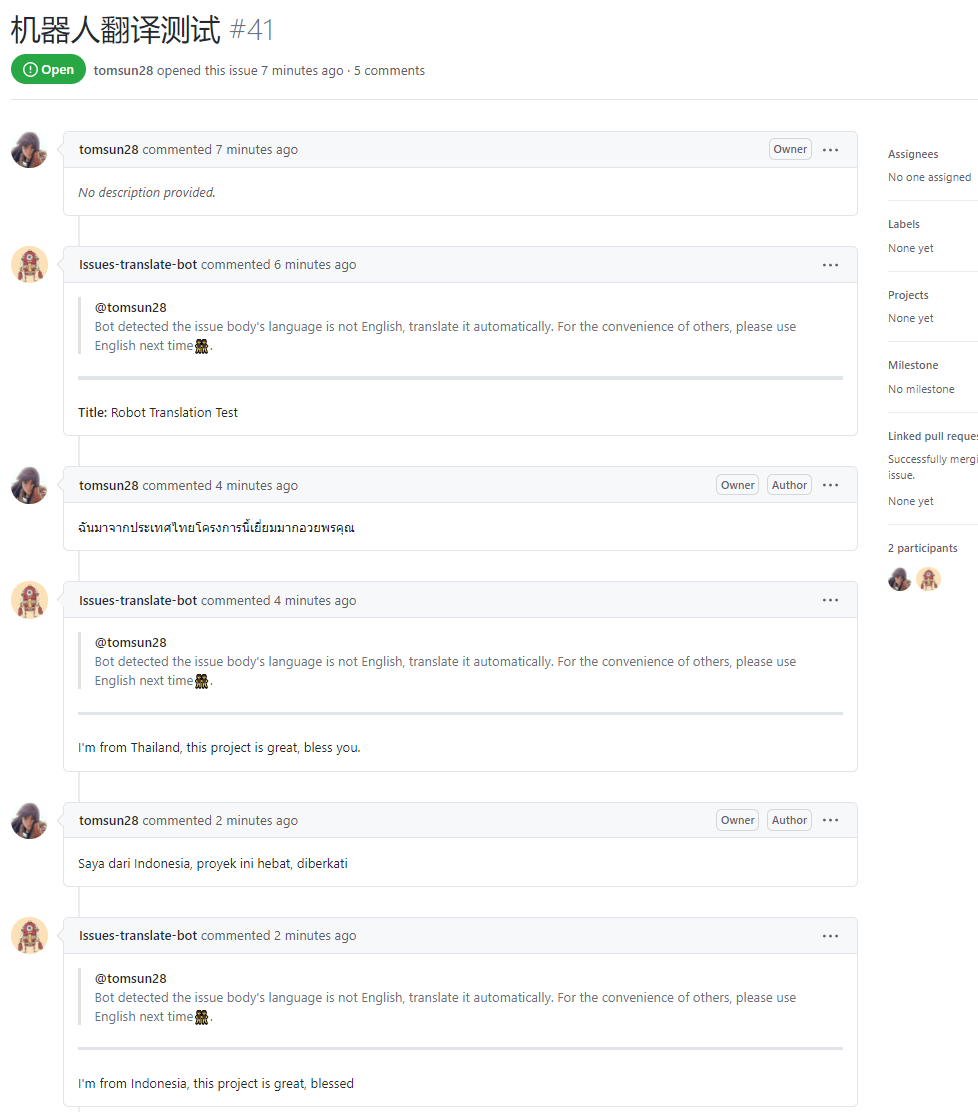 机器人翻译测试 #41
Open tomsun28 opened this issue 7 minutes ago · 5 comments
tomsun28 commented 7 minutes ago Owner ...
No description provided.
Issues-translate-bot commented 6 minutes ago ...
@tomsun28
Bot detected the issue body's language is not English, translate it automatically. For the convenience of others, please use
English next time👯.
Title: Robot Translation Test
tomsun28 commented 4 minutes ago Owner Author ...
ฉันมาจากประเทศไทยโครงการนี้เยี่ยมมากอวยพรคุณ
Issues-translate-bot commented 4 minutes ago ...
@tomsun28
Bot detected the issue body's language is not English, translate it automatically. For the convenience of others, please use
English next time👯.
I'm from Thailand, this project is great, bless you.
tomsun28 commented 2 minutes ago Owner Author ...
Saya dari Indonesia, proyek ini hebat, diberkati
Issues-translate-bot commented 2 minutes ago ...
@tomsun28
Bot detected the issue body's language is not English, translate it automatically. For the convenience of others, please use
English next time👯.
I'm from Indonesia, this project is great, blessed
Assignees
No one assigned
Labels
None yet
Projects
None yet
Milestone
No milestone
Linked pull reques
Successfully mergi
issue.
None yet
2 participants